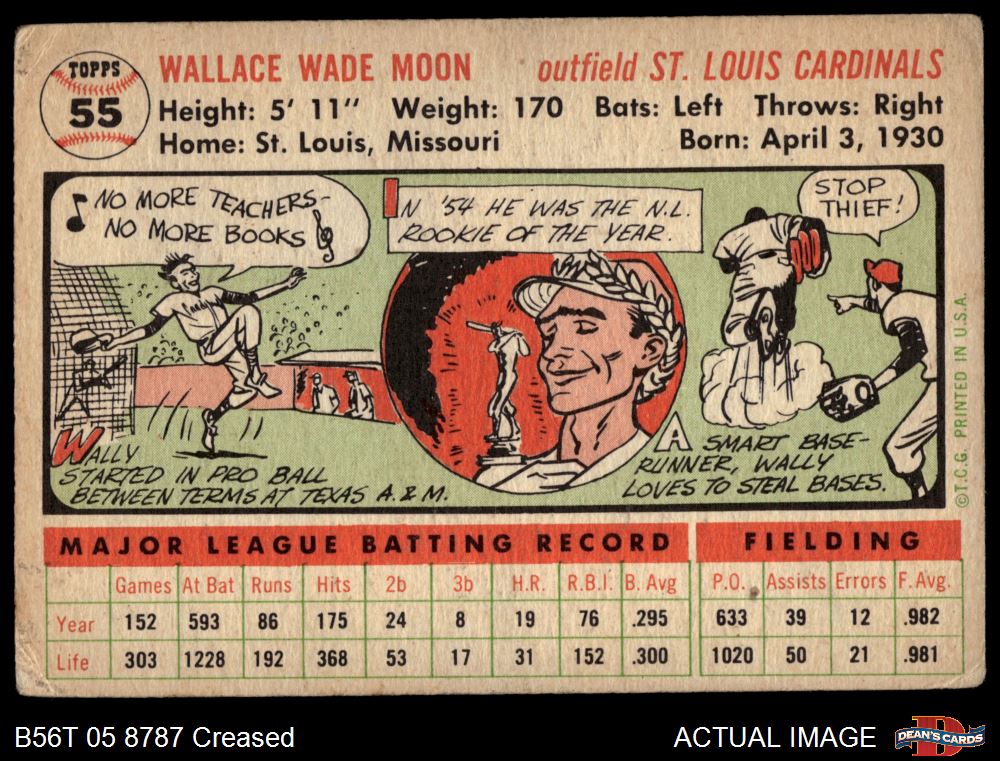 TOPPS
55
WALLACE WADE MOON outfield ST. LOUIS CARDINALS
Height: 5' 11" Weight: 170 Bats: Left Throws: Right
Home: St. Louis, Missouri Born: April 3, 1930
NO MORE TEACHERS-
NO MORE BOOKS
IN '54 HE WAS THE N.L.
ROOKIE OF THE YEAR.
STOP
THIEF!
WALLY
STARTED IN PRO BALL
BETWEEN TERMS AT TEXAS A. & M.
A SMART BASE-
RUNNER, WALLY
LOVES TO STEAL BASES.
©T.C.G. PRINTED IN U.S.A.
MAJOR LEAGUE BATTING RECORD FIELDING
Games At Bat Runs Hits 2b 3b H.R. R.B.I. B. Avg P.O. Assists Errors F. Avg.
Year 152 593 86 175 24 8 19 76 .295 633 39 12 .982
Life 303 1228 192 368 53 17 31 152 .300 1020 50 21 .981
B56T 05 8787 Creased ACTUAL IMAGE
DEAN'S CARDS